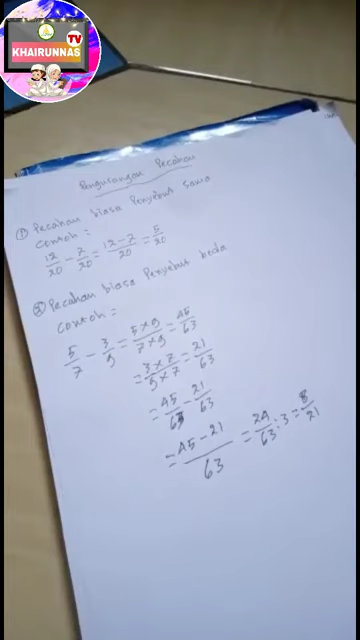 TV
KHAIRUNNAS
Pengurangan Pecahan
① Pecahan biasa Penyebut sama
Contoh =
12/20 - 7/20 = 12-7/20 = 5/20
② Pecahan biasa Penyebut beda
Contoh =
5/7 - 3/9 = 5×9/7×9 = 45/63
= 3×7/9×7 = 21/63
= 45/63 - 21/63
= 45-21/63 = 24/63 : 3 = 8/21